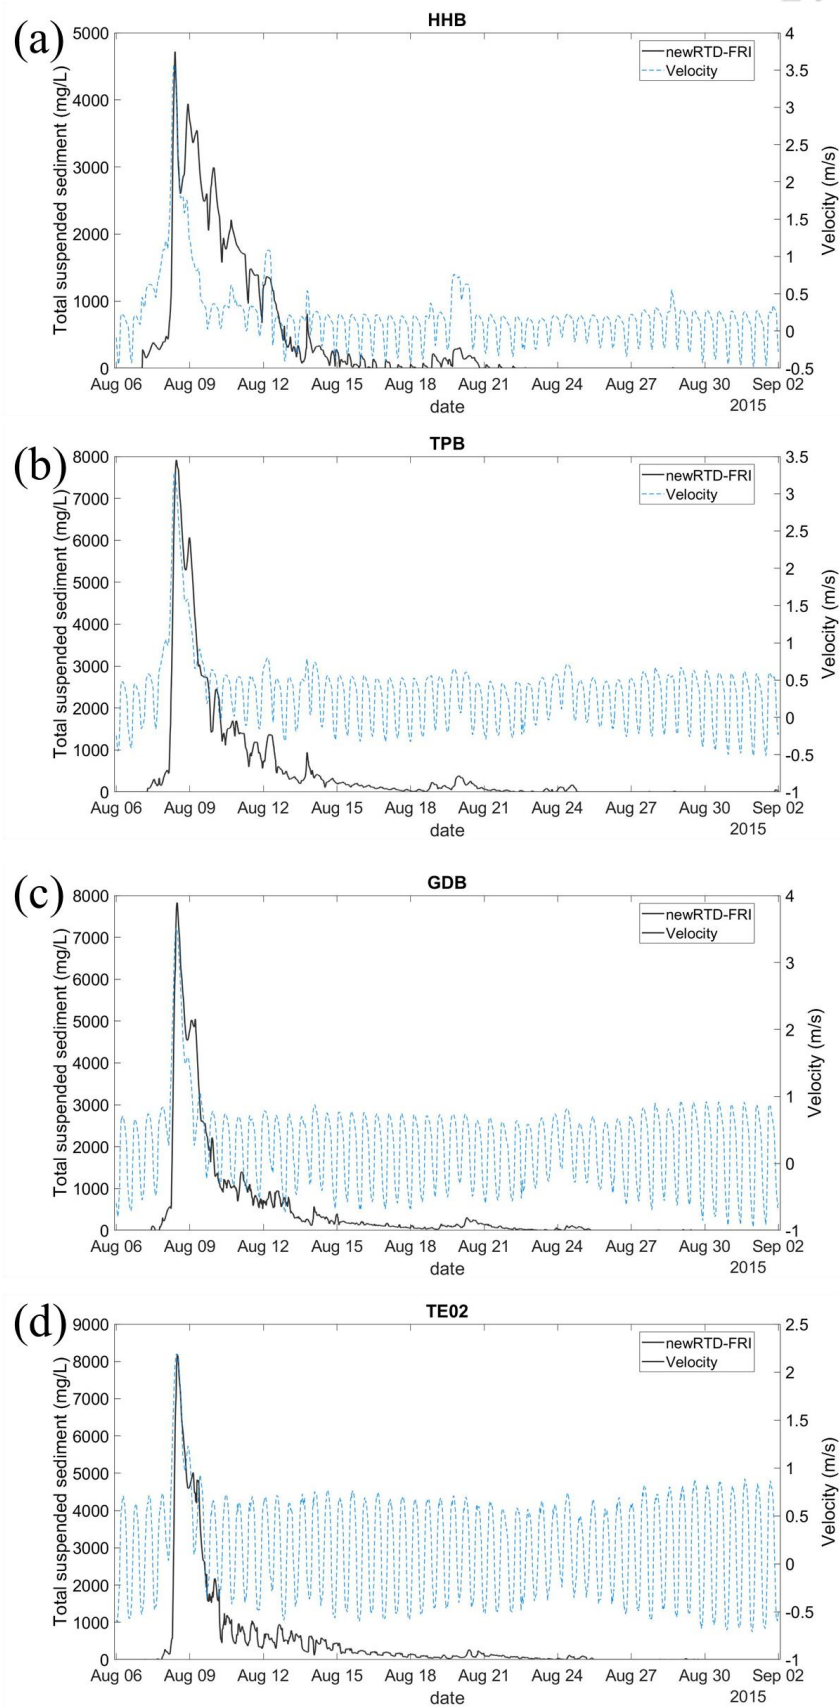 (a)
HHB
5000
4000
3000
2000
1000
0
Total suspended sediment (mg/L)
newRTD-FRI
Velocity
4
3.5
3
2.5
2
1.5
1
0.5
0
-0.5
Velocity (m/s)
Aug 06 Aug 09 Aug 12 Aug 15 Aug 18 Aug 21 Aug 24 Aug 27 Aug 30 Sep 02
date
2015
(b)
TPB
8000
7000
6000
5000
4000
3000
2000
1000
0
Total suspended sediment (mg/L)
newRTD-FRI
Velocity
3.5
3
2.5
2
1.5
1
0.5
0
-0.5
-1
Velocity (m/s)
Aug 06 Aug 09 Aug 12 Aug 15 Aug 18 Aug 21 Aug 24 Aug 27 Aug 30 Sep 02
2015
date
(c)
GDB
8000
7000
6000
5000
4000
3000
2000
1000
0
Total suspended sediment (mg/L)
newRTD-FRI
Velocity
4
3
2
1
0
-1
Velocity (m/s)
Aug 06 Aug 09 Aug 12 Aug 15 Aug 18 Aug 21 Aug 24 Aug 27 Aug 30 Sep 02
date
2015
(d)
TE02
9000
8000
7000
6000
5000
4000
3000
2000
1000
0
Total suspended sediment (mg/L)
newRTD-FRI
Velocity
2.5
2
1.5
1
0.5
0
-0.5
-1
Velocity (m/s)
Aug 06 Aug 09 Aug 12 Aug 15 Aug 18 Aug 21 Aug 24 Aug 27 Aug 30 Sep 02
2015
date